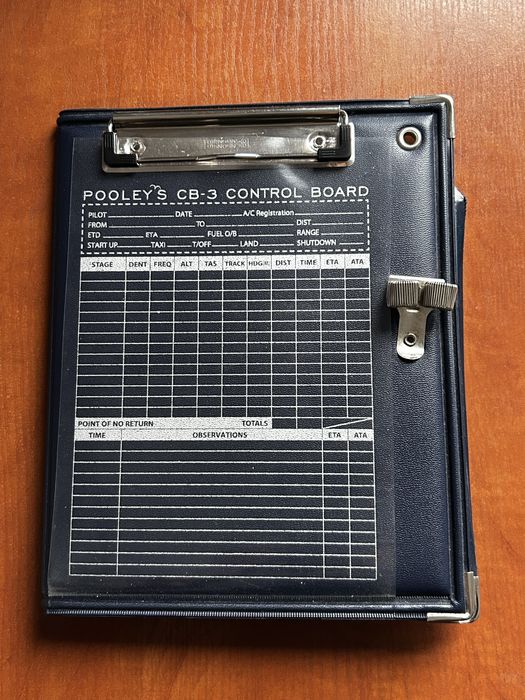 POOLEY'S CB-3 CONTROL BOARD
PILOT DATE A/C Registration
FROM TO DIST
ETD ETA FUEL O/B RANGE
START UP TAXI T/OFF LAND SHUTDOWN
STAGE IDENT FREQ ALT TAS TRACK HDG DIST TIME ETA ATA
POINT OF NO RETURN TOTALS
TIME OBSERVATIONS ETA ATA